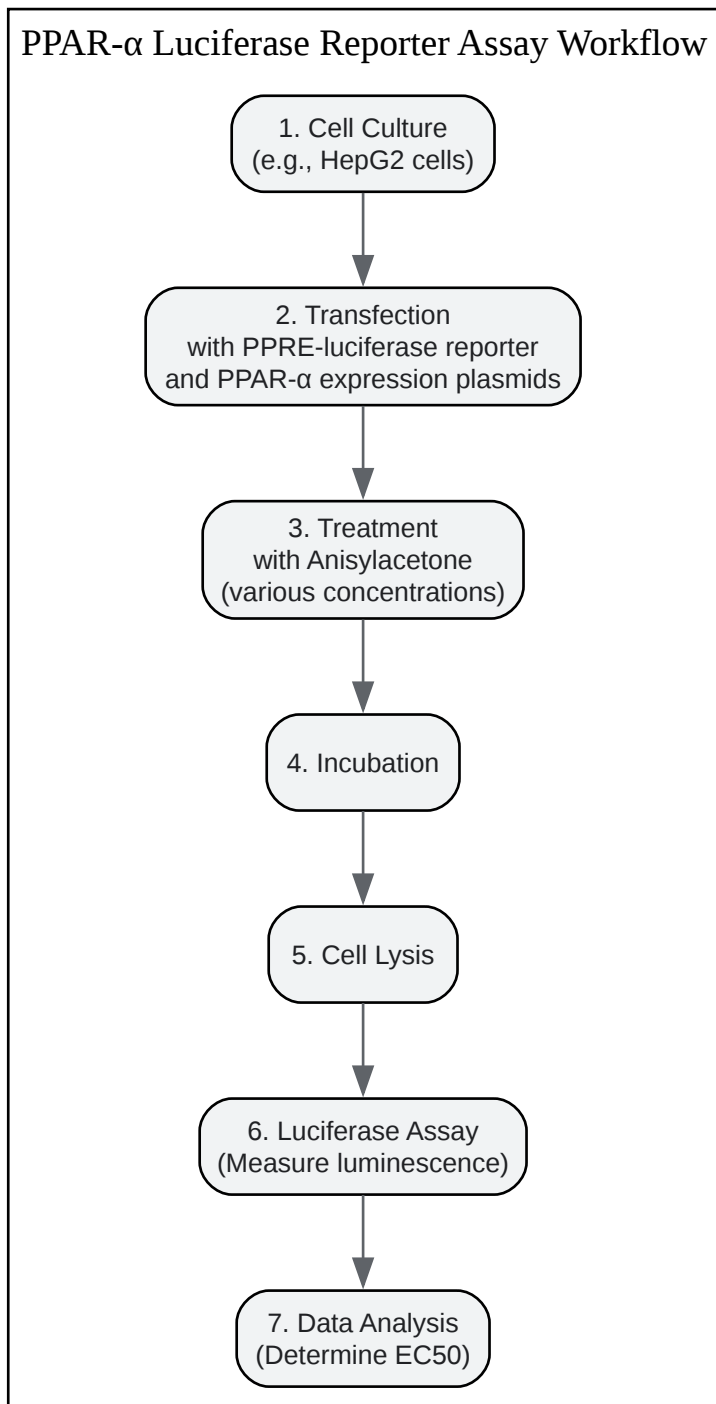 PPAR-α Luciferase Reporter Assay Workflow
1. Cell Culture
(e.g., HepG2 cells)
2. Transfection
with PPRE-luciferase reporter
and PPAR-α expression plasmids
3. Treatment
with Anisylacetone
(various concentrations)
4. Incubation
5. Cell Lysis
6. Luciferase Assay
(Measure luminescence)
7. Data Analysis
(Determine EC50)